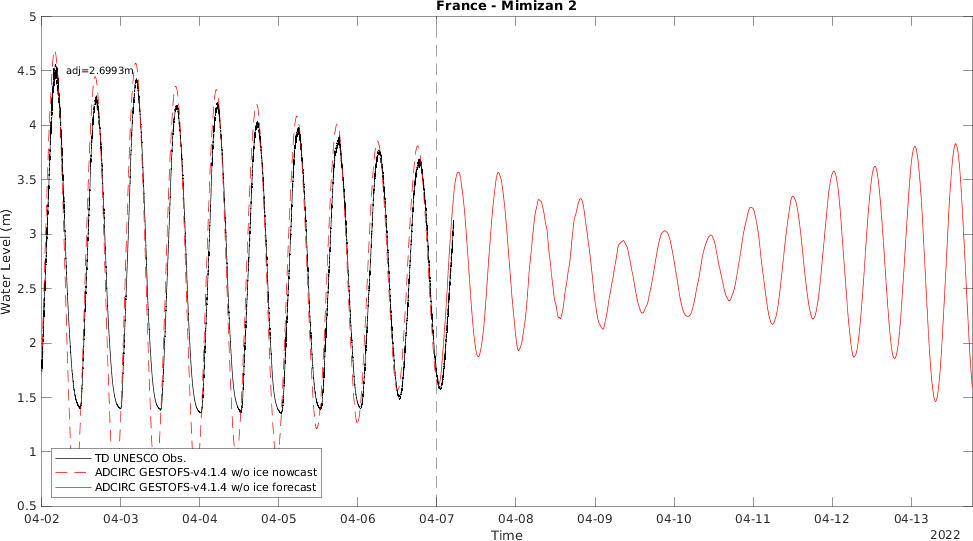 France - Mimizan 2
5
4.5
4
3.5
3
2.5
2
1.5
1
0.5
Water Level (m)
adj=2.6993m
TD UNESCO Obs.
ADCIRC GESTOFS-v4.1.4 w/o ice nowcast
ADCIRC GESTOFS-v4.1.4 w/o ice forecast
04-02 04-03 04-04 04-05 04-06 04-07 04-08 04-09 04-10 04-11 04-12 04-13
Time
2022